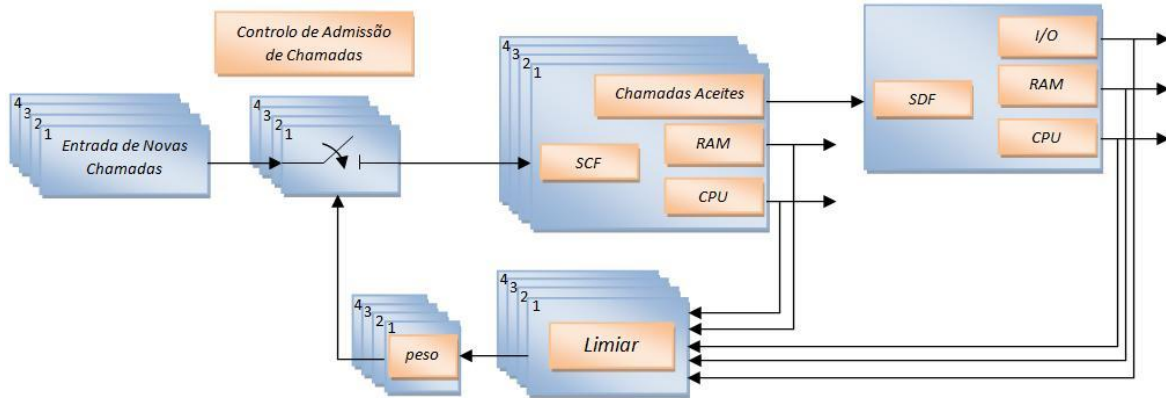 Controlo de Admissão
de Chamadas
4
3
2
1
Entrada de Novas
Chamadas
4
3
2
1
4
3
2
1
Chamadas Aceites
RAM
SCF
CPU
I/O
RAM
SDF
CPU
4
3
2
1
peso
4
3
2
1
Limiar